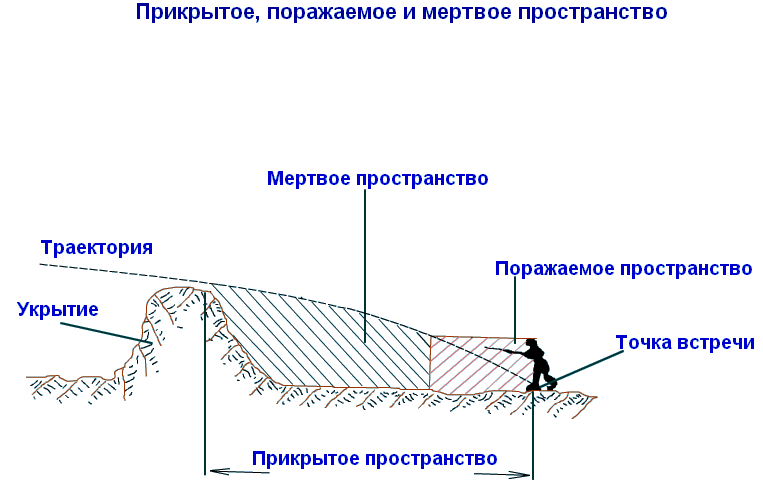 Прикрытое, поражаемое и мертвое пространство
Мертвое пространство
Траектория
Поражаемое пространство
Укрытие
Точка встречи
Прикрытое пространство